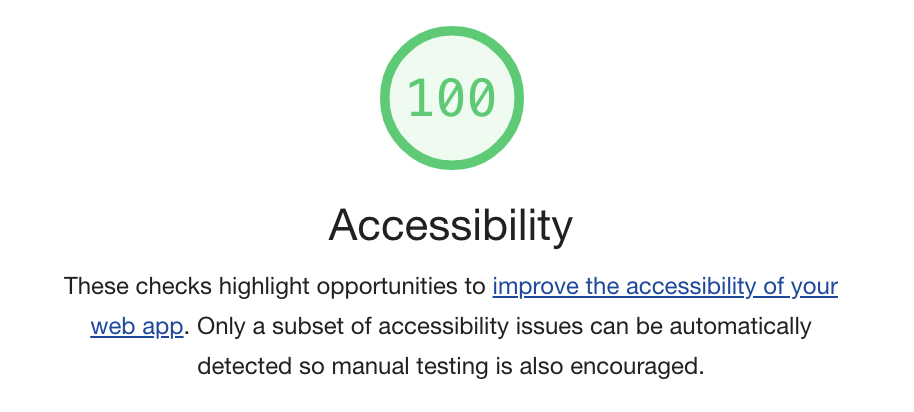 100
Accessibility
These checks highlight opportunities to improve the accessibility of your
web app. Only a subset of accessibility issues can be automatically
detected so manual testing is also encouraged.